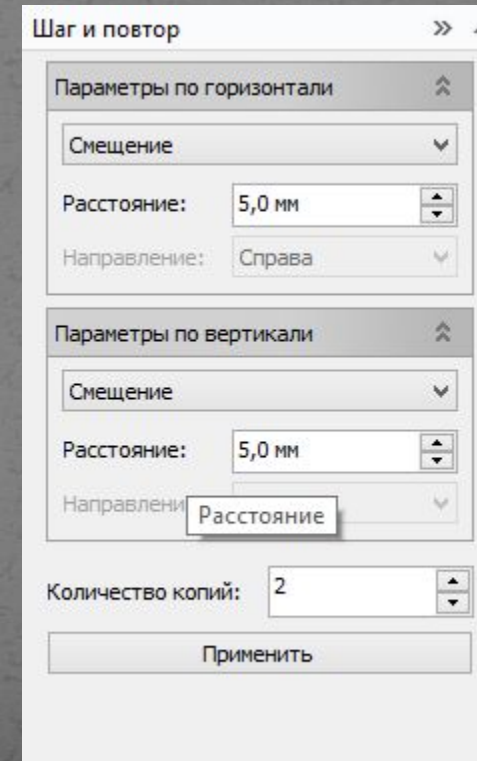 Шаг и повтор
Параметры по горизонтали
Смещение
Расстояние: 5,0 мм
Направление: Справа
Параметры по вертикали
Смещение
Расстояние: 5,0 мм
Направлени
Расстояние
Количество копий: 2
Применить